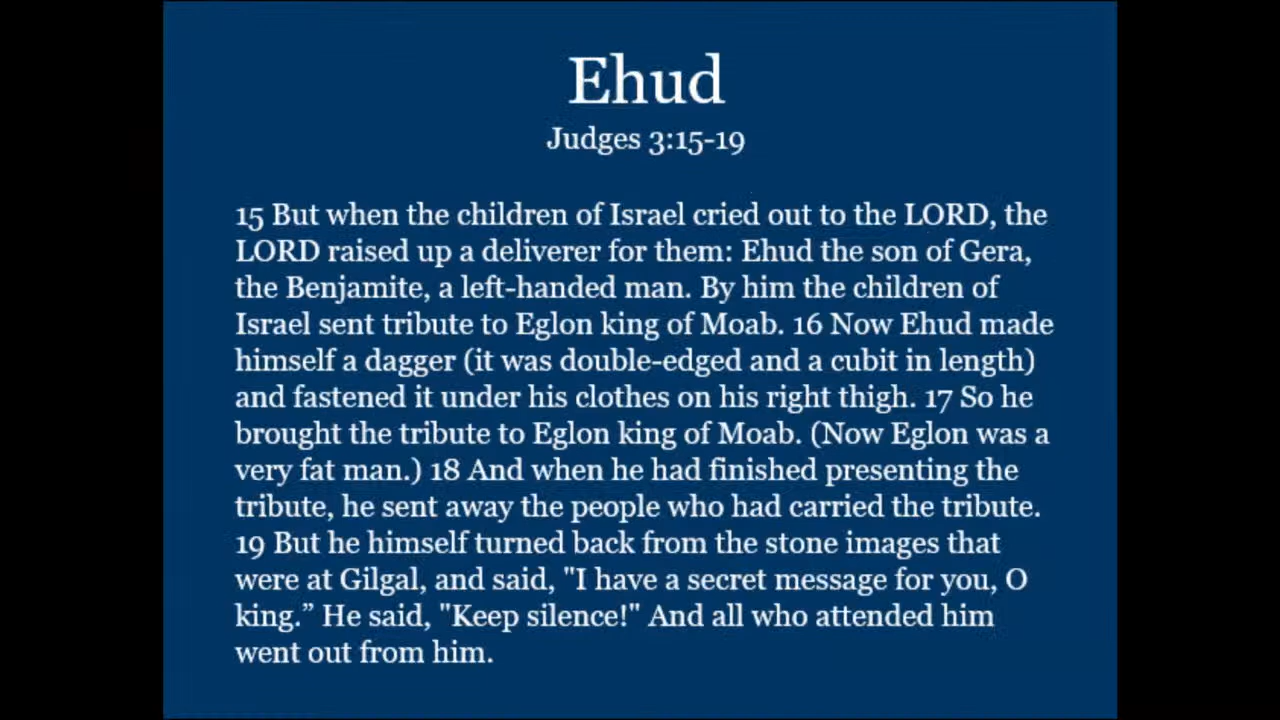 Ehud
Judges 3:15-19
15 But when the children of Israel cried out to the LORD, the
LORD raised up a deliverer for them: Ehud the son of Gera,
the Benjamite, a left-handed man. By him the children of
Israel sent tribute to Eglon king of Moab. 16 Now Ehud made
himself a dagger (it was double-edged and a cubit in length)
and fastened it under his clothes on his right thigh. 17 So he
brought the tribute to Eglon king of Moab. (Now Eglon was a
very fat man.) 18 And when he had finished presenting the
tribute, he sent away the people who had carried the tribute.
19 But he himself turned back from the stone images that
were at Gilgal, and said, "I have a secret message for you, O
king.” He said, "Keep silence!" And all who attended him
went out from him.